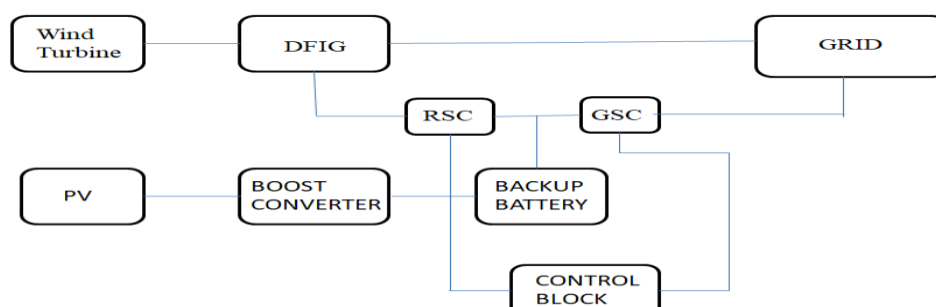 Wind
Turbine
DFIG
GRID
RSC
GSC
PV
BOOST
CONVERTER
BACKUP
BATTERY
CONTROL
BLOCK